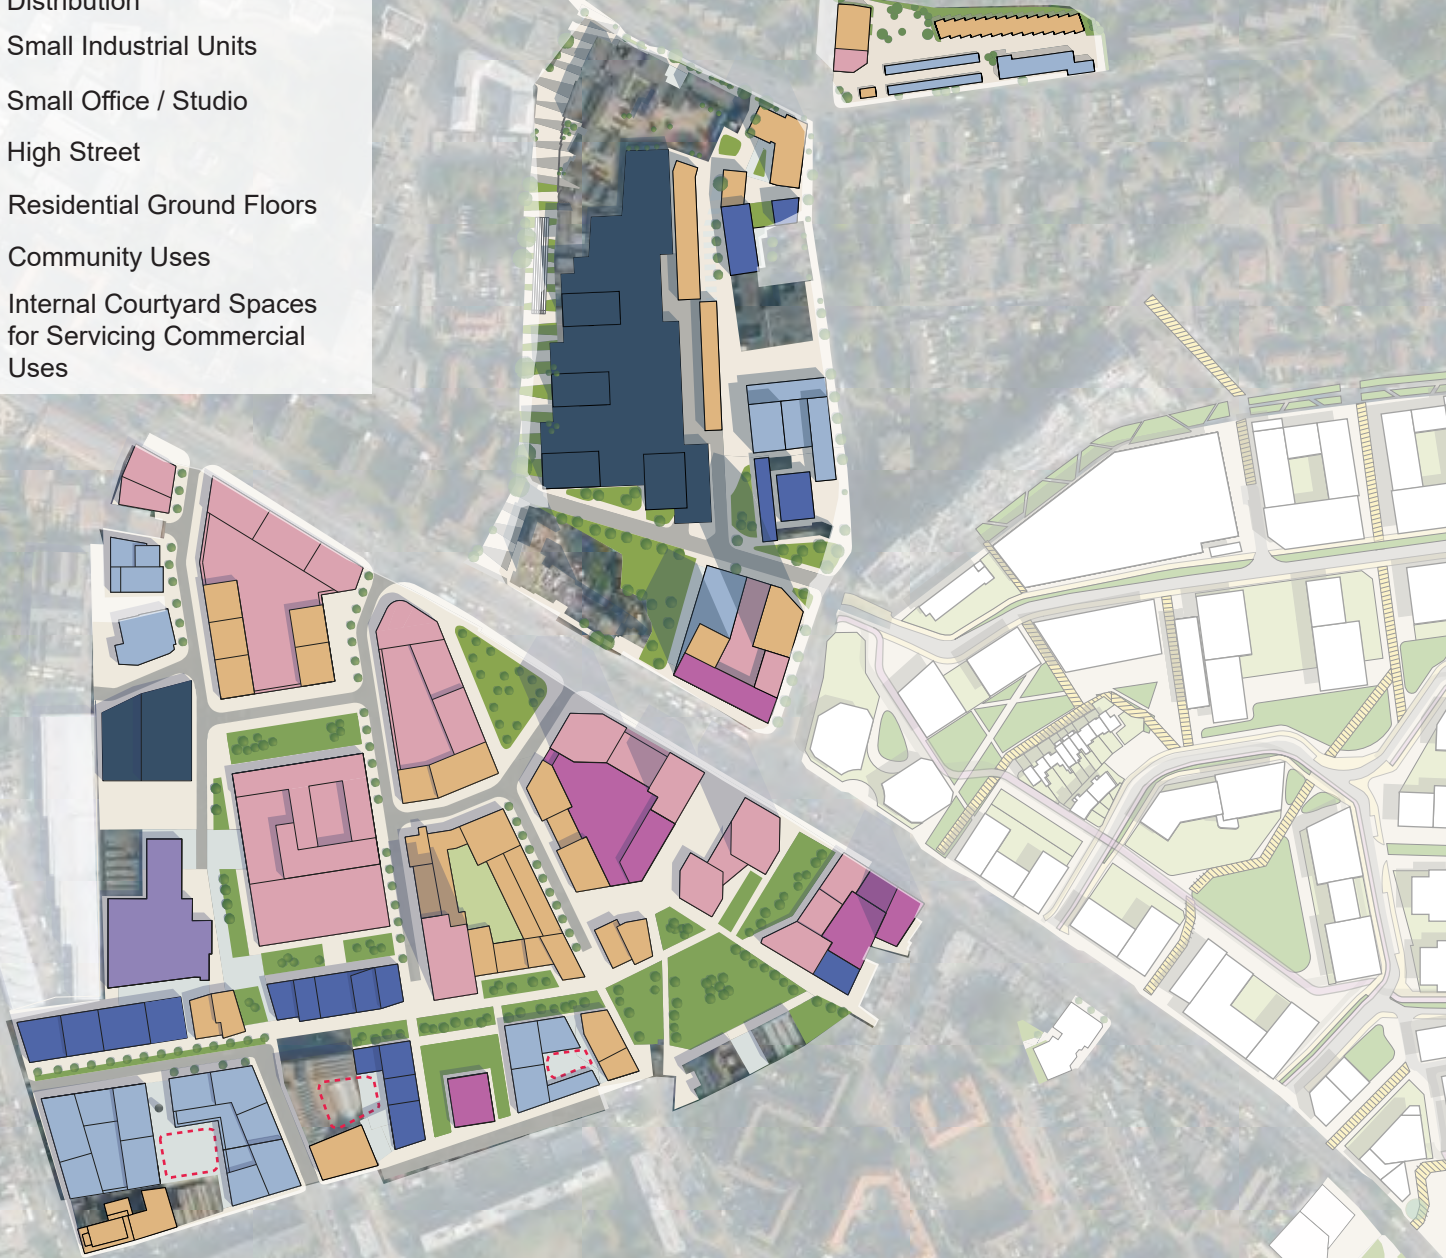 Distribution
Small Industrial Units
Small Office / Studio
High Street
Residential Ground Floors
Community Uses
Internal Courtyard Spaces
for Servicing Commercial
Uses